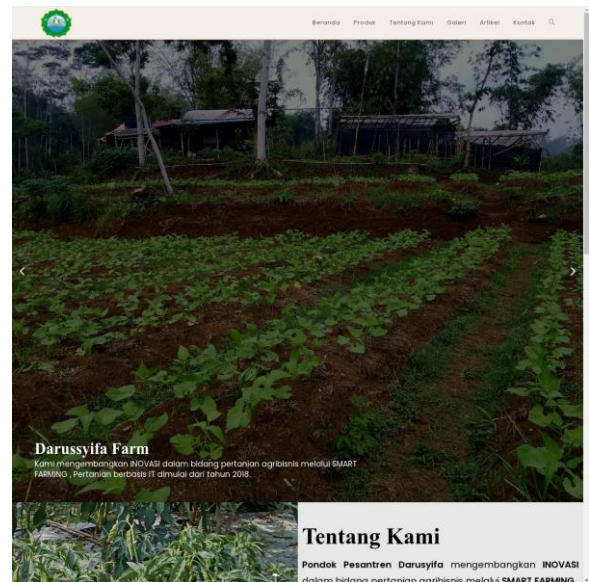 Beranda Produk Tentang Kami Galeri Artikel Kontak
Darussyifa Farm
Kami mengembangkan INOVASI dalam bidang pertanian agribisnis melalui SMART
FARMING , Pertanian berbasis IT dimulai dari tahun 2018.
Tentang Kami
Pondok Pesantren Darusyifa mengembangkan INOVASI
dalam bidang pertanian agribisnis melalui SMART FARMING